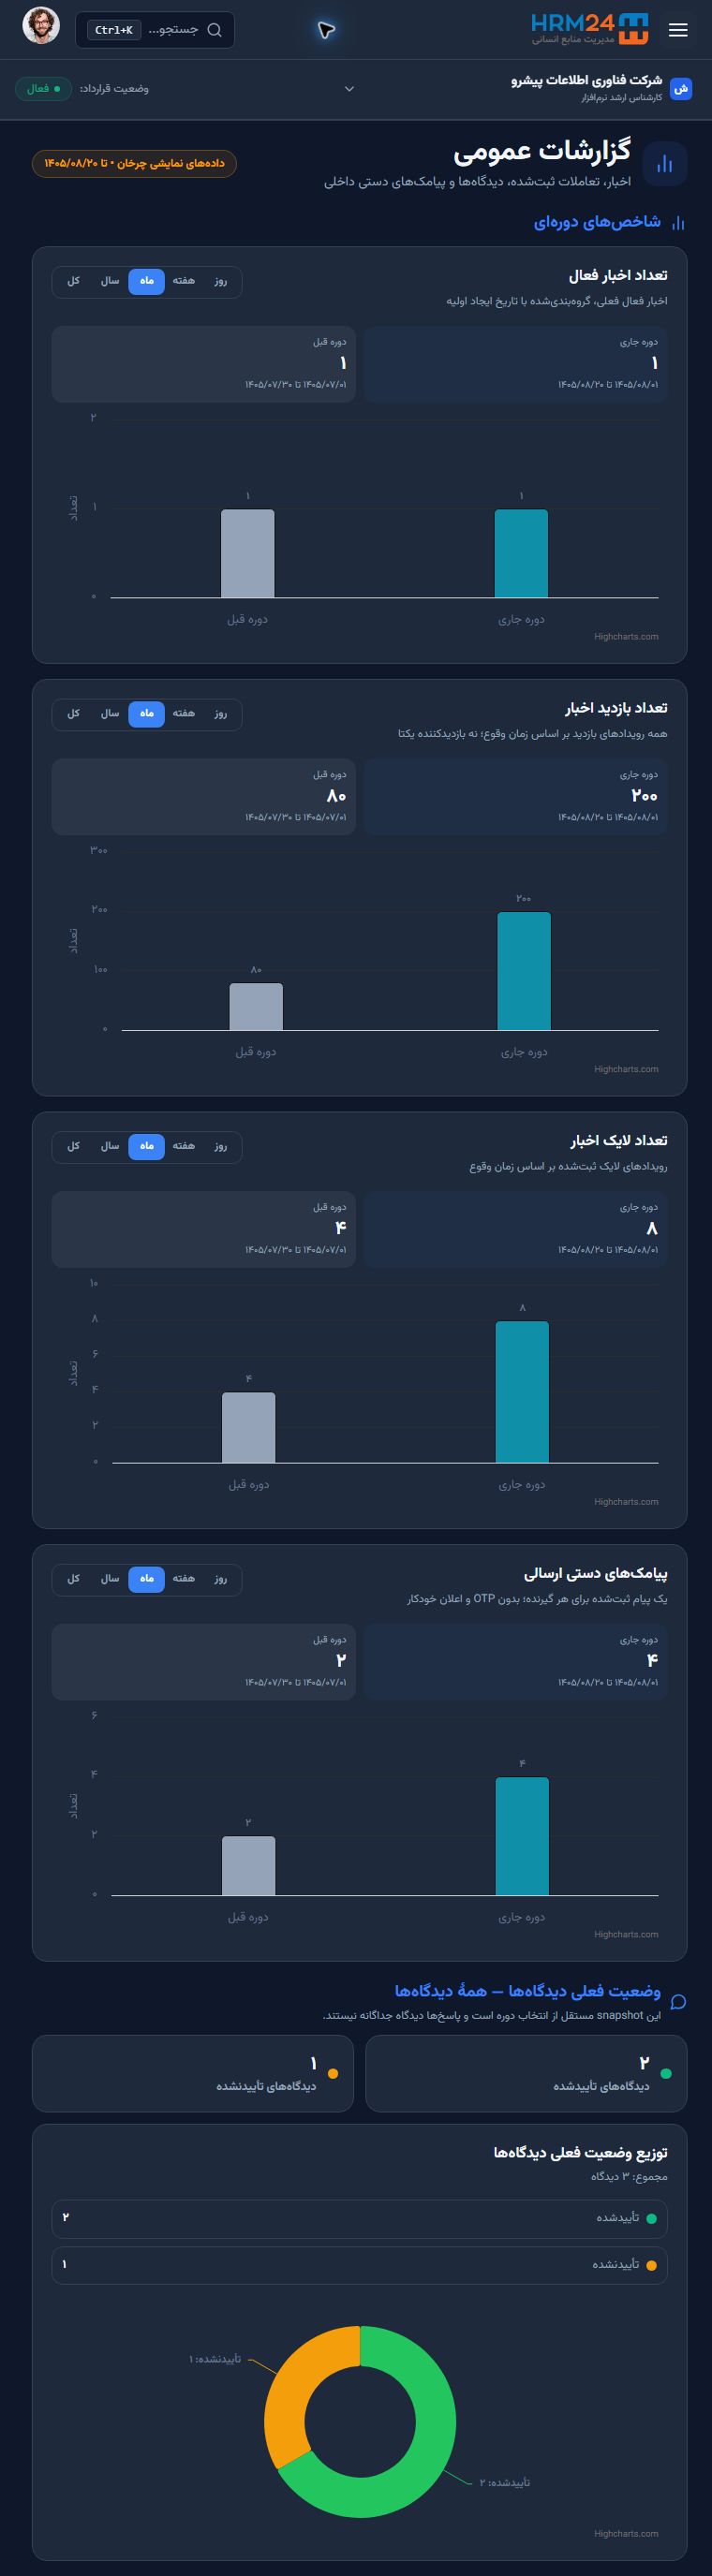 HRM24
مدیریت منابع انسانی
جستجو...
Ctrl+K
ش
شرکت فناوری اطلاعات پیشرو
کارشناس ارشد نرم‌افزار
وضعیت قرارداد:
فعال
گزارشات عمومی
اخبار، تعاملات ثبت‌شده، دیدگاه‌ها و پیامک‌های دستی داخلی
داده‌های نمایشی چرخان • تا ۱۴۰۵/۰۸/۲۰
شاخص‌های دوره‌ای
تعداد اخبار فعال
اخبار فعال فعلی، گروه‌بندی‌شده با تاریخ ایجاد اولیه
روز هفته ماه سال کل
دوره جاری
۱
۱۴۰۵/۰۸/۰۱ تا ۱۴۰۵/۰۸/۲۰
دوره قبل
۱
۱۴۰۵/۰۷/۰۱ تا ۱۴۰۵/۰۷/۳۰
تعداد
۲
۱
۰
۱
۱
دوره جاری
دوره قبل
Highcharts.com
تعداد بازدید اخبار
همه رویدادهای بازدید بر اساس زمان وقوع؛ نه بازدیدکننده یکتا
روز هفته ماه سال کل
دوره جاری
۲۰۰
۱۴۰۵/۰۸/۰۱ تا ۱۴۰۵/۰۸/۲۰
دوره قبل
۸۰
۱۴۰۵/۰۷/۰۱ تا ۱۴۰۵/۰۷/۳۰
تعداد
۳۰۰
۲۰۰
۱۰۰
۰
۲۰۰
۸۰
دوره جاری
دوره قبل
Highcharts.com
تعداد لایک اخبار
رویدادهای لایک ثبت‌شده بر اساس زمان وقوع
روز هفته ماه سال کل
دوره جاری
۸
۱۴۰۵/۰۸/۰۱ تا ۱۴۰۵/۰۸/۲۰
دوره قبل
۴
۱۴۰۵/۰۷/۰۱ تا ۱۴۰۵/۰۷/۳۰
تعداد
۱۰
۸
۶
۴
۲
۰
۸
۴
دوره جاری
دوره قبل
Highcharts.com
پیامک‌های دستی ارسالی
یک پیام ثبت‌شده برای هر گیرنده؛ بدون OTP و اعلان خودکار
روز هفته ماه سال کل
دوره جاری
۴
۱۴۰۵/۰۸/۰۱ تا ۱۴۰۵/۰۸/۲۰
دوره قبل
۲
۱۴۰۵/۰۷/۰۱ تا ۱۴۰۵/۰۷/۳۰
تعداد
۶
۴
۲
۰
۴
۲
دوره جاری
دوره قبل
Highcharts.com
وضعیت فعلی دیدگاه‌ها — همهٔ دیدگاه‌ها
این snapshot مستقل از انتخاب دوره است و پاسخ‌ها دیدگاه جداگانه نیستند.
۲
دیدگاه‌های تأییدشده
۱
دیدگاه‌های تأییدنشده
توزیع وضعیت فعلی دیدگاه‌ها
مجموع: ۳ دیدگاه
تأییدشده ۲
تأییدنشده ۱
تأییدنشده: ۱
تأییدشده: ۲
Highcharts.com